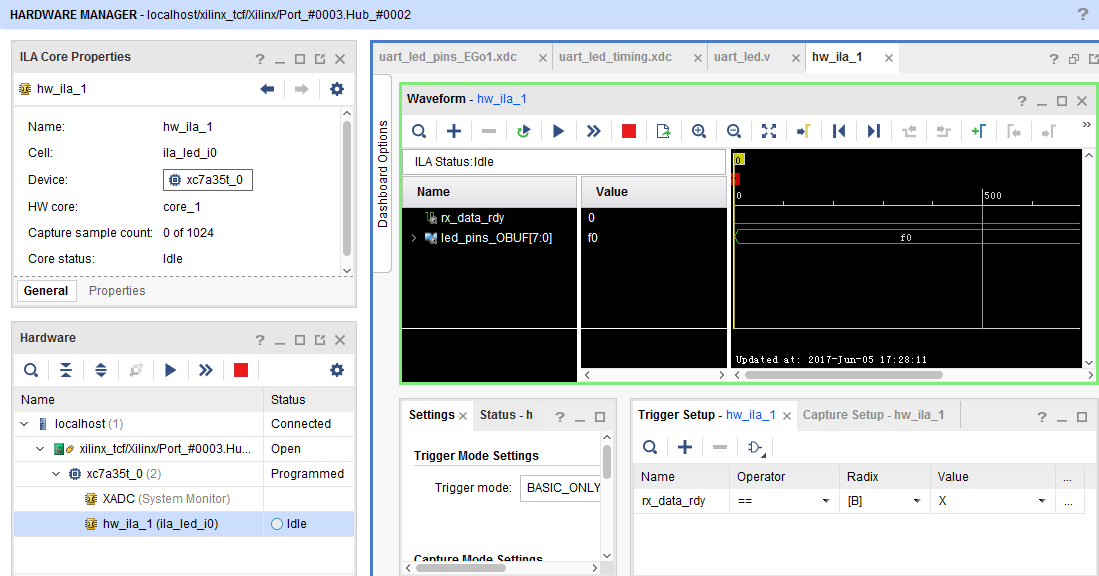 HARDWARE MANAGER - localhost/xilinx_tcf/Xilinx/Port_#0003.Hub_#0002
?
ILA Core Properties
?
hw_ila_1
Name: hw_ila_1
Cell: ila_led_i0
Device: xc7a35t_0
HW core: core_1
Capture sample count: 0 of 1024
Core status: Idle
General Properties
Hardware
?
Name Status
localhost (1) Connected
xilinx_tcf/Xilinx/Port_#0003.Hu... Open
xc7a35t_0 (2) Programmed
XADC (System Monitor)
hw_ila_1 (ila_led_i0) Idle
uart_led_pins_EGo1.xdc uart_led_timing.xdc uart_led.v hw_ila_1
?
Dashboard Options
Waveform - hw_ila_1
?
ILA Status:Idle
Name Value
rx_data_rdy 0
led_pins_OBUF[7:0] f0
0
0 500
f0
Updated at: 2017-Jun-05 17:28:11
Settings Status - h
?
Trigger Mode Settings
Trigger mode: BASIC_ONLY
Capture Mode Settings
Trigger Setup - hw_ila_1 Capture Setup - hw_ila_1
?
Name Operator Radix Value ...
rx_data_rdy == [B] X ...